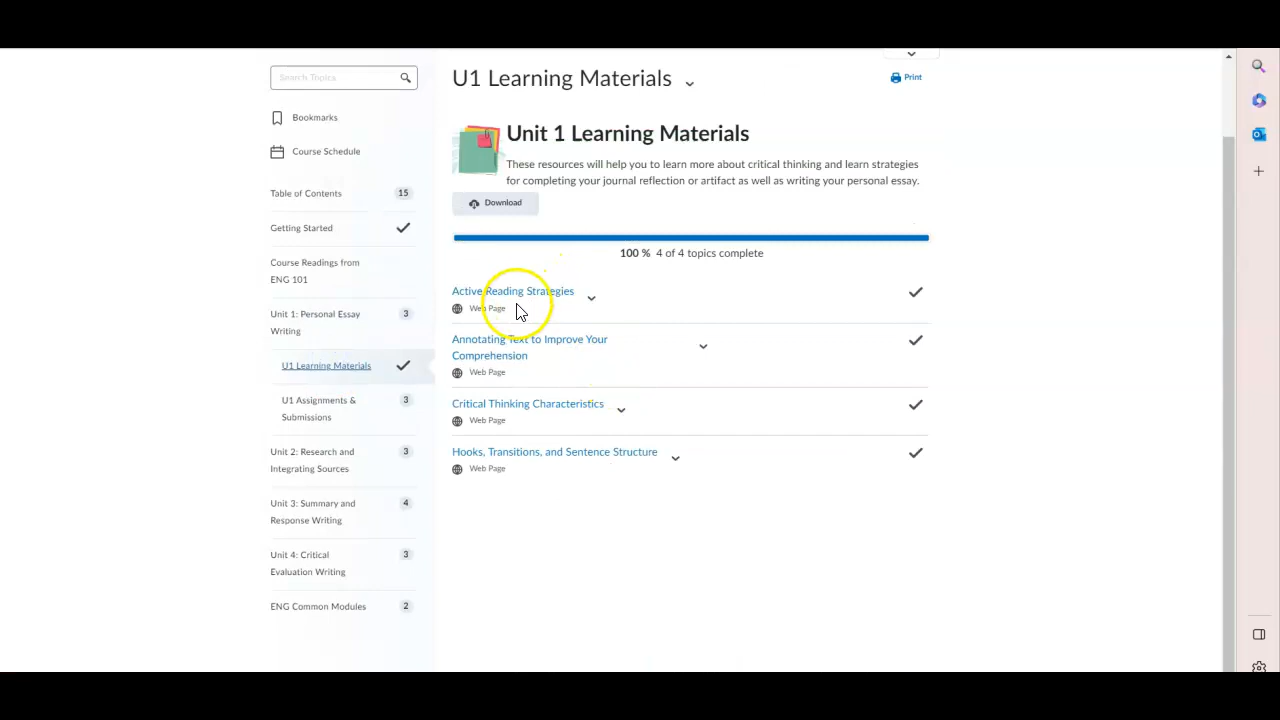 Search Topics
Bookmarks
Course Schedule
Table of Contents 15
Getting Started
Course Readings from
ENG 101
Unit 1: Personal Essay 3
Writing
U1 Learning Materials
U1 Assignments & 3
Submissions
Unit 2: Research and 3
Integrating Sources
Unit 3: Summary and 4
Response Writing
Unit 4: Critical 3
Evaluation Writing
ENG Common Modules 2
U1 Learning Materials
Print
Unit 1 Learning Materials
These resources will help you to learn more about critical thinking and learn strategies
for completing your journal reflection or artifact as well as writing your personal essay.
Download
100 % 4 of 4 topics complete
Active Reading Strategies
Web Page
Annotating Text to Improve Your
Comprehension
Web Page
Critical Thinking Characteristics
Web Page
Hooks, Transitions, and Sentence Structure
Web Page